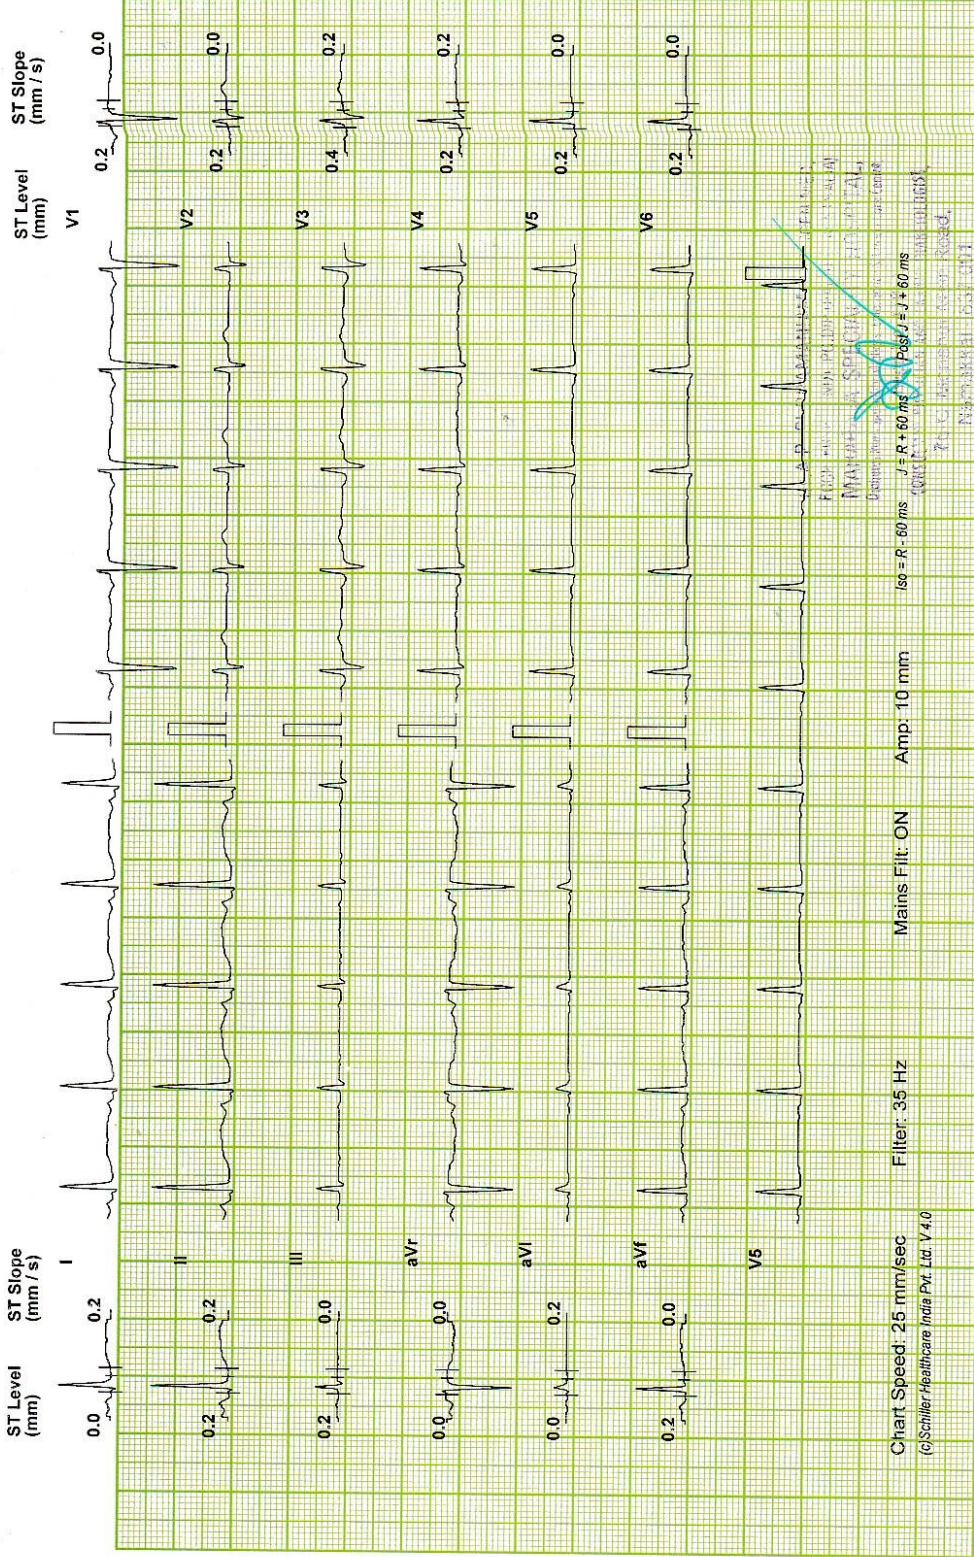 ST Level
(mm)
ST Slope
(mm / s)
ST Level
(mm)
ST Slope
(mm / s)
0.0
0.2
I
V1
0.2
0.0
0.2
0.2
II
V2
0.2
0.0
0.2
0.0
III
V3
0.4
0.2
0.0
0.0
aVr
V4
0.2
0.2
0.0
0.2
aVl
V5
0.2
0.0
0.2
0.0
aVf
V6
0.2
0.0
V5
Chart Speed: 25 mm/sec Filter: 35 Hz Mains Filt: ON Amp: 10 mm
Iso = R - 60 ms J = R + 60 ms Post J = J + 60 ms
(c)Schiller Healthcare India Pvt. Ltd. V 4.0
SPECIALITY
Road,